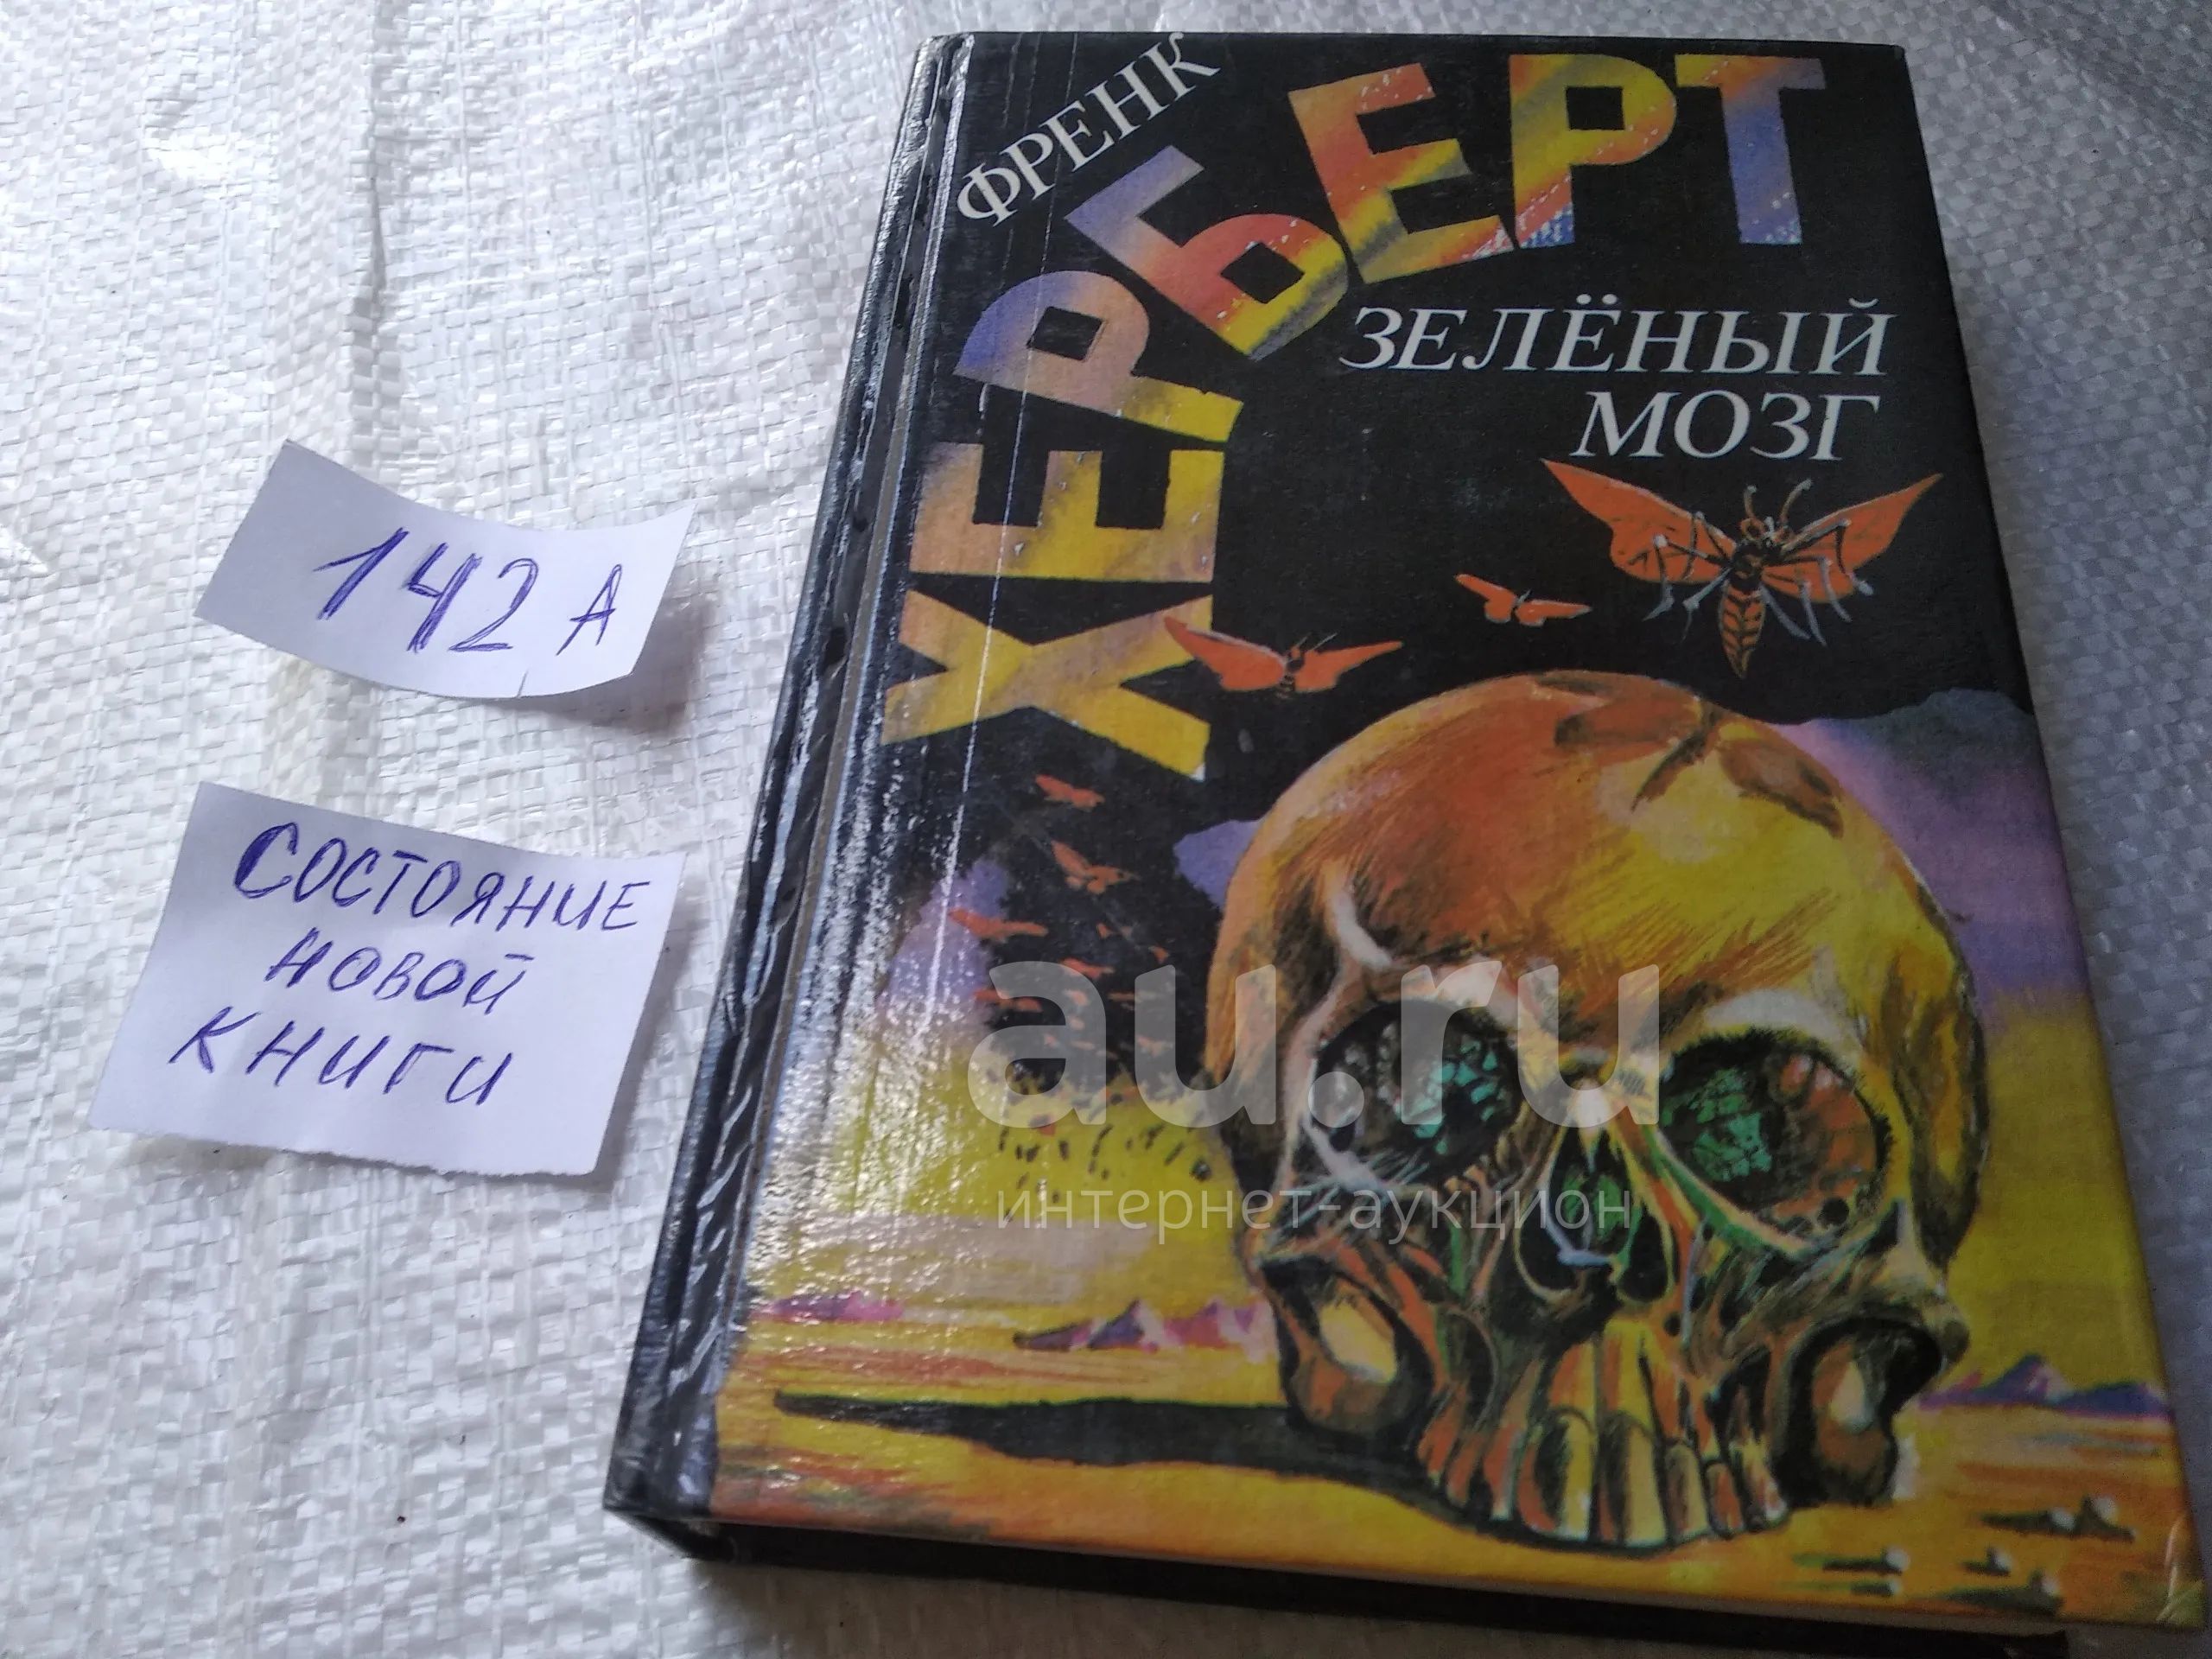 ФРЕНК
ХЕРБЕРТ
ЗЕЛЁНЫЙ
МОЗГ
142 А
СОСТОЯНИЕ
НОВОЙ
КНИГИ
au.ru
интернет-аукцион